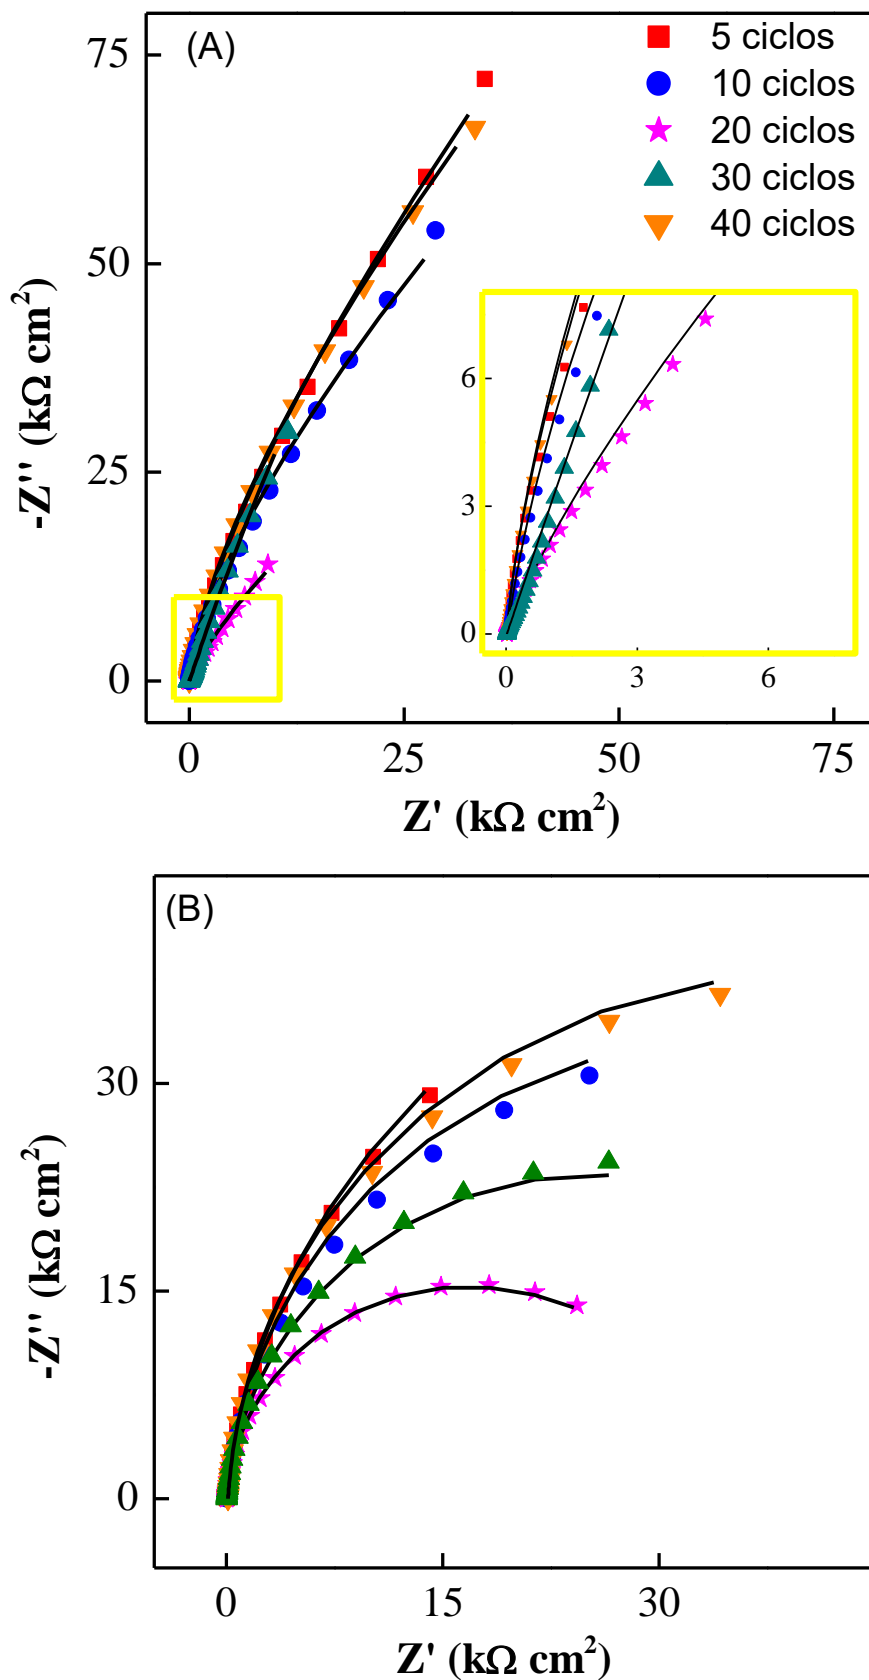 (A)
5 ciclos
10 ciclos
20 ciclos
30 ciclos
40 ciclos
75
50
25
0
-Z'' (kΩ cm²)
6
3
0
0 3 6
0 25 50 75
Z' (kΩ cm²)
(B)
30
15
0
-Z'' (kΩ cm²)
0 15 30
Z' (kΩ cm²)